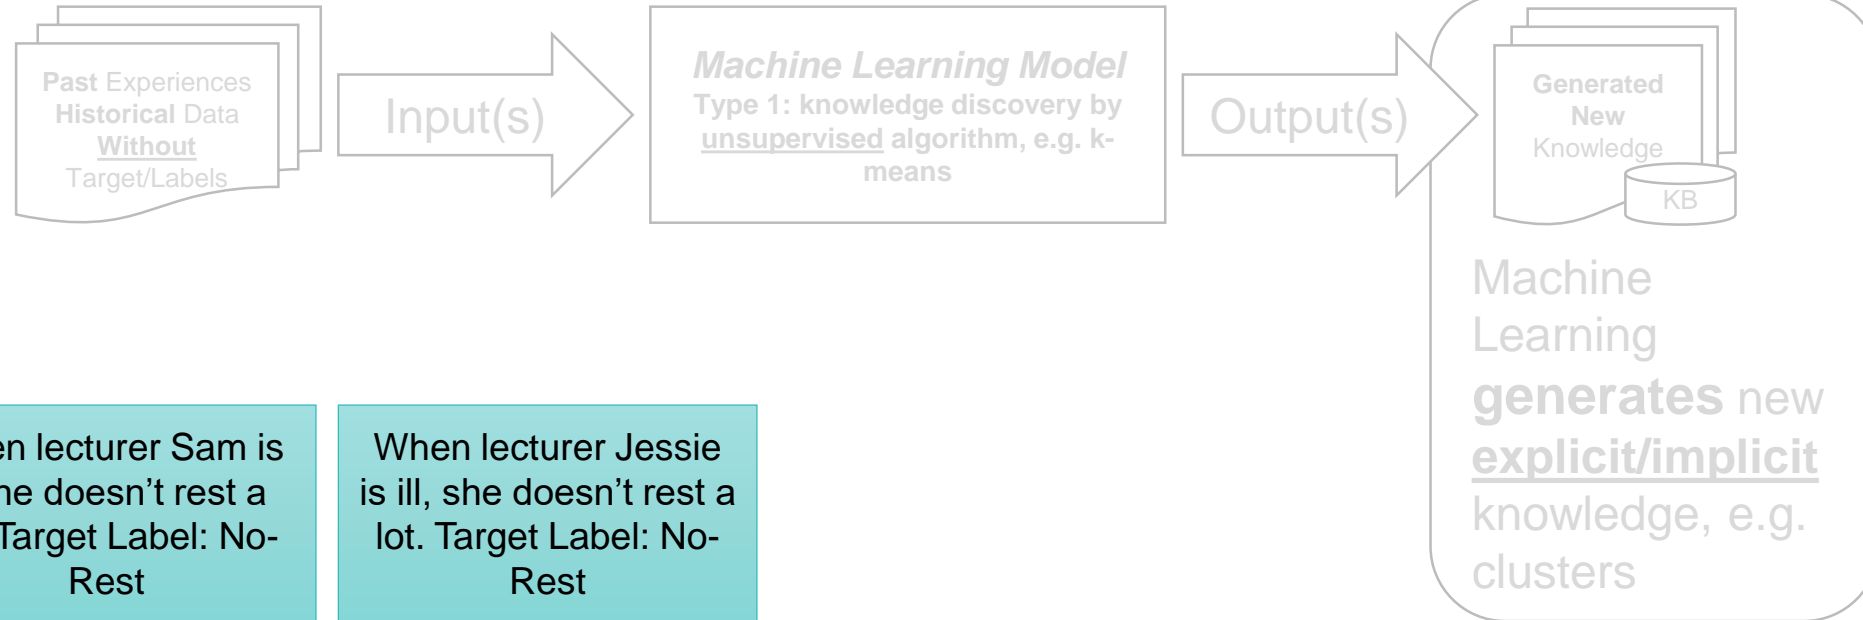 Past Experiences
Historical Data
Without
Target/Labels
Input(s)
Machine Learning Model
Type 1: knowledge discovery by
unsupervised algorithm, e.g. k-
means
Output(s)
Generated
New
Knowledge
KB
Machine
Learning
generates new
explicit/implicit
knowledge, e.g.
clusters
lecturer Sam is
doesn’t rest a
Target Label: No-
Rest
When lecturer Jessie
is ill, she doesn’t rest a
lot. Target Label: No-
Rest